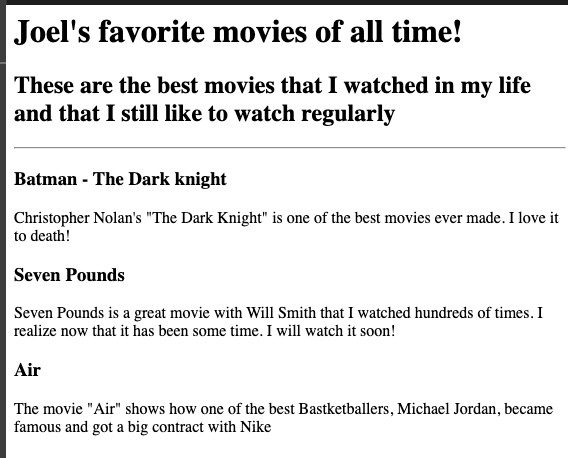 Joel's favorite movies of all time!
These are the best movies that I watched in my life
and that I still like to watch regularly
Batman - The Dark knight
Christopher Nolan's "The Dark Knight" is one of the best movies ever made. I love it
to death!
Seven Pounds
Seven Pounds is a great movie with Will Smith that I watched hundreds of times. I
realize now that it has been some time. I will watch it soon!
Air
The movie "Air" shows how one of the best Bastketballers, Michael Jordan, became
famous and got a big contract with Nike